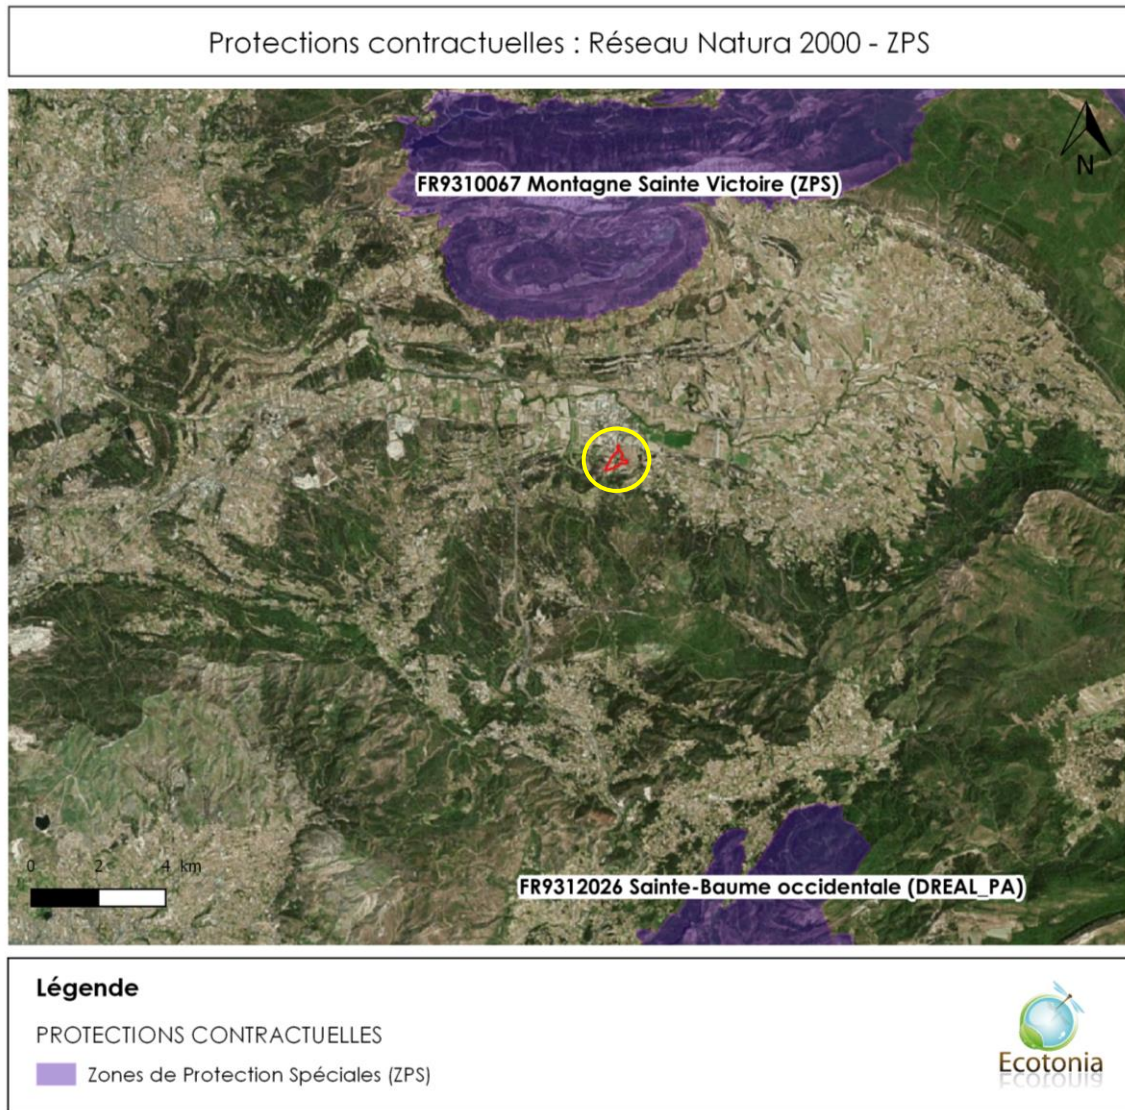 Protections contractuelles : Réseau Natura 2000 - ZPS
N
FR9310067 Montagne Sainte Victoire (ZPS)
0 2 4 km
FR9312026 Sainte-Baume occidentale (DREAL_PA)
Légende
PROTECTIONS CONTRACTUELLES
Zones de Protection Spéciales (ZPS)
Ecotonia